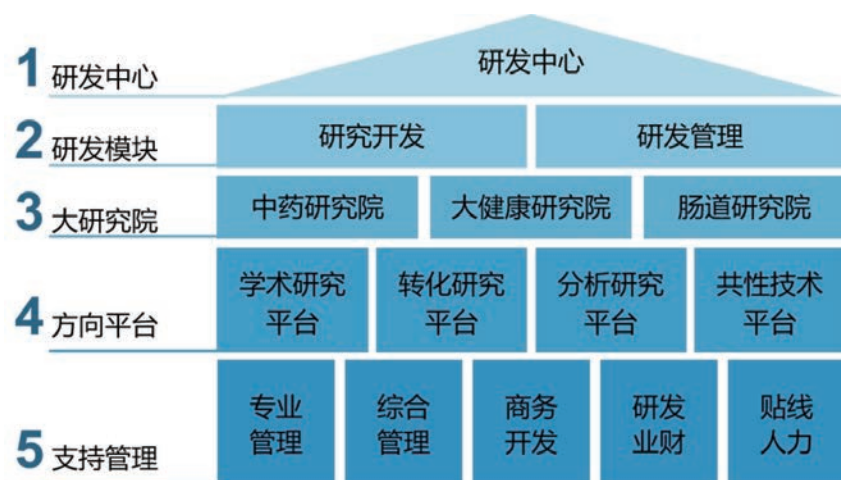 1 研发中心
研发中心
2 研发模块
研究开发
研发管理
3 大研究院
中药研究院
大健康研究院
肠道研究院
4 方向平台
学术研究
平台
转化研究
平台
分析研究
平台
共性技术
平台
5 支持管理
专业
管理
综合
管理
商务
开发
研发
业财
贴线
人力